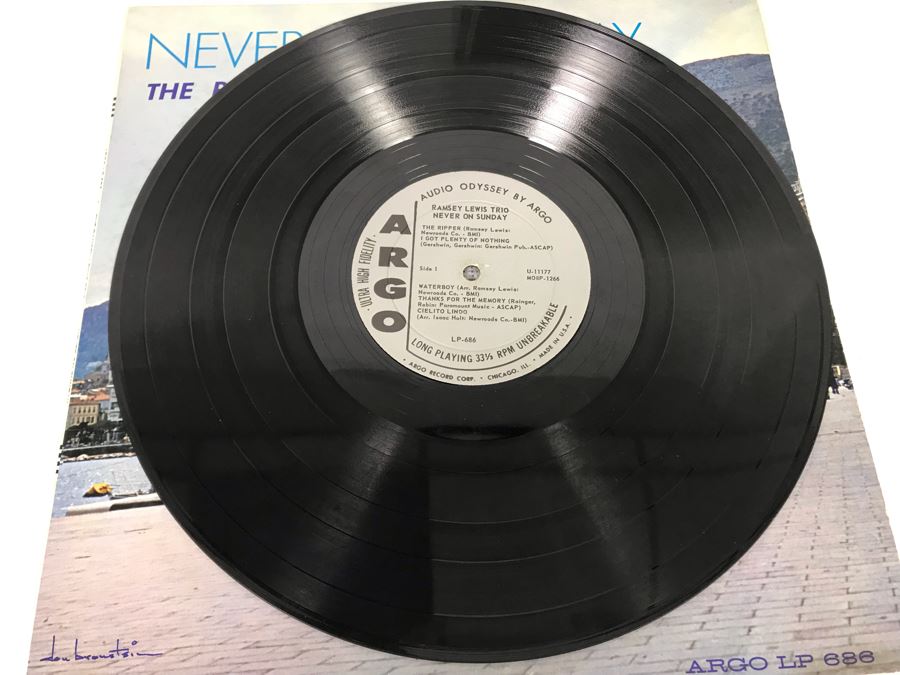 NEVER
THE
AUDIO ODYSSEY BY ARGO
RAMSEY LEWIS TRIO
NEVER ON SUNDAY
THE RIPPER (Ramsey Lewis:
Newroads Co. - BMI)
I GOT PLENTY OF NOTHING
(Gershwin, Gershwin: Gershwin Pub.-ASCAP)
ARGO
· ULTRA HIGH FIDELITY ·
Side 1
U-11177
MONP-1266
WATERBOY (Arr. Ramsey Lewis:
Newroads Co. - BMI)
THANKS FOR THE MEMORY (Rainger,
Robin: Paramount Music - ASCAP)
CIELITO LINDO
(Arr. Isaac Holt: Newroads Co.-BMI)
LP-686
LONG PLAYING 33⅓ RPM UNBREAKABLE
· ARGO RECORD CORP. · CHICAGO, ILL. · MADE IN U.S.A. ·
don bronstein
ARGO LP 686